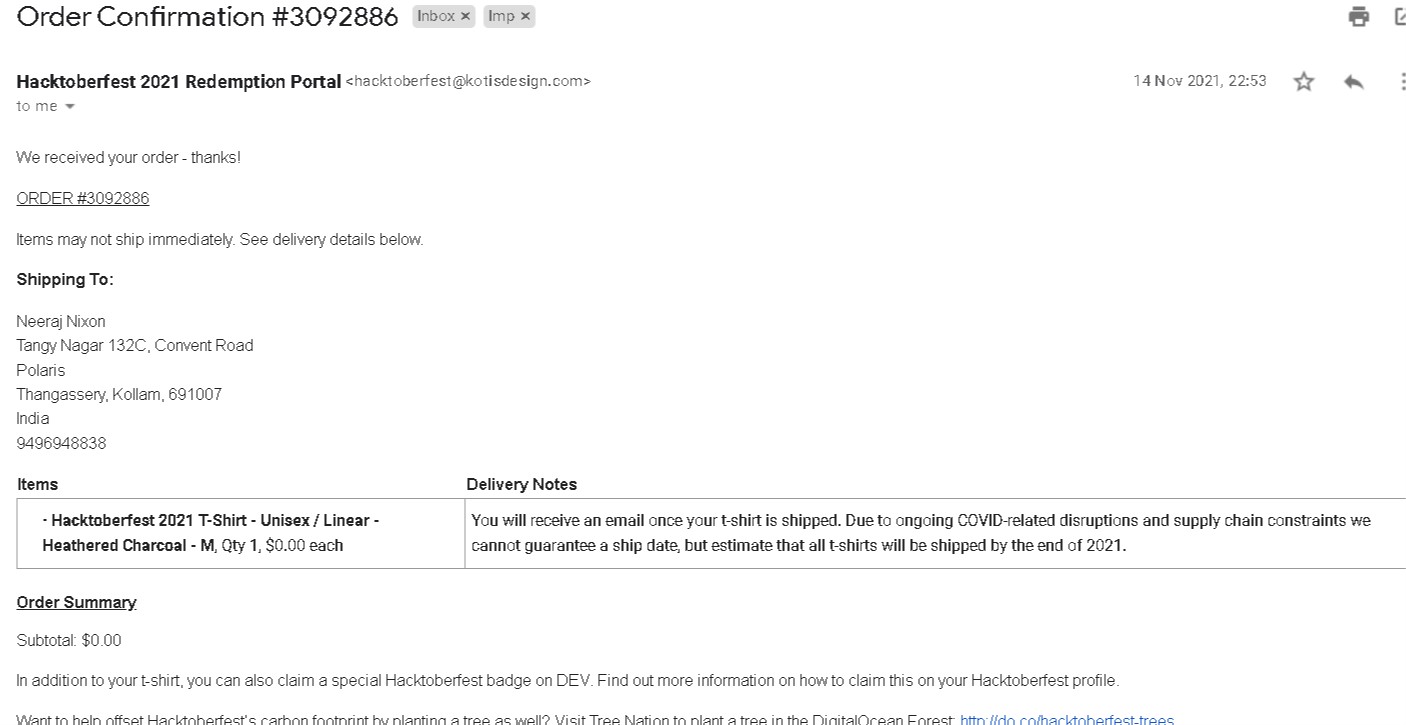 Order Confirmation #3092886 Inbox × Imp ×
Hacktoberfest 2021 Redemption Portal <hacktoberfest@kotisdesign.com> 14 Nov 2021, 22:53
to me
We received your order - thanks!
ORDER #3092886
Items may not ship immediately. See delivery details below.
Shipping To:
Neeraj Nixon
Tangy Nagar 132C, Convent Road
Polaris
Thangassery, Kollam, 691007
India
9496948838
Items Delivery Notes
- Hacktoberfest 2021 T-Shirt - Unisex / Linear -
Heathered Charcoal - M, Qty 1, $0.00 each
You will receive an email once your t-shirt is shipped. Due to ongoing COVID-related disruptions and supply chain constraints we
cannot guarantee a ship date, but estimate that all t-shirts will be shipped by the end of 2021.
Order Summary
Subtotal: $0.00
In addition to your t-shirt, you can also claim a special Hacktoberfest badge on DEV. Find out more information on how to claim this on your Hacktoberfest profile.
Want to help offset Hacktoberfest's carbon footprint by planting a tree as well? Visit Tree Nation to plant a tree in the DigitalOcean Forest: http://do.co/hacktoberfest-trees